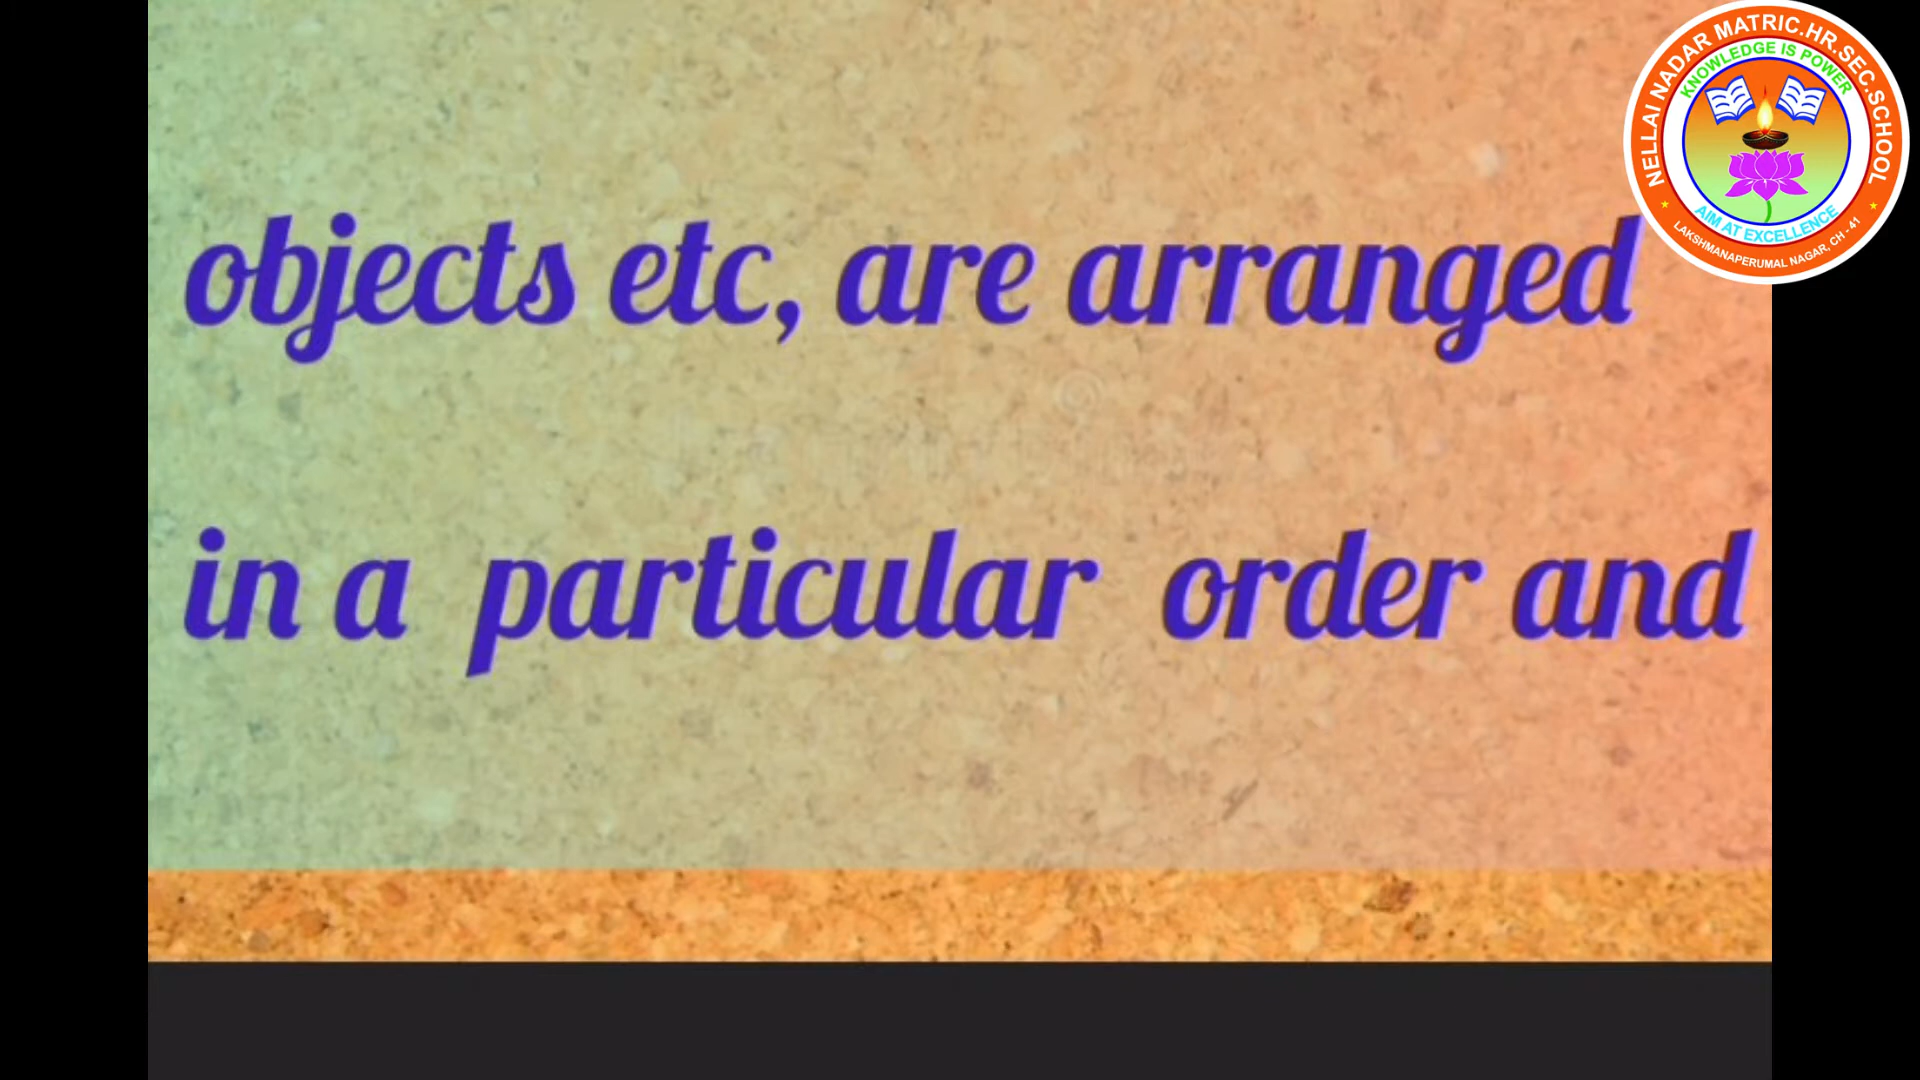 objects etc, are arranged
in a particular order and
NELLAI NADAR MATRIC.HR.SEC.SCHOOL
KNOWLEDGE IS POWER
AIM AT EXCELLENCE
LAKSHMANAPERUMAL NAGAR, CH - 41